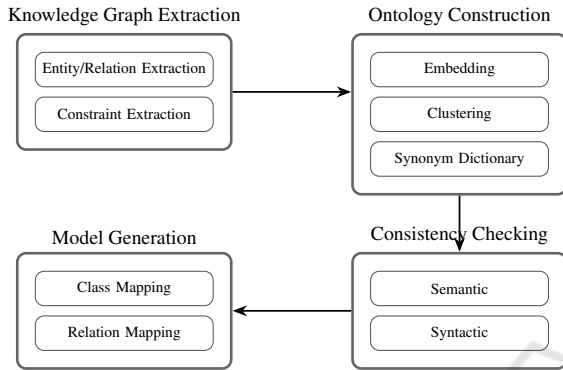 Knowledge Graph Extraction
Entity/Relation Extraction
Constraint Extraction
Ontology Construction
Embedding
Clustering
Synonym Dictionary
Consistency Checking
Semantic
Syntactic
Model Generation
Class Mapping
Relation Mapping